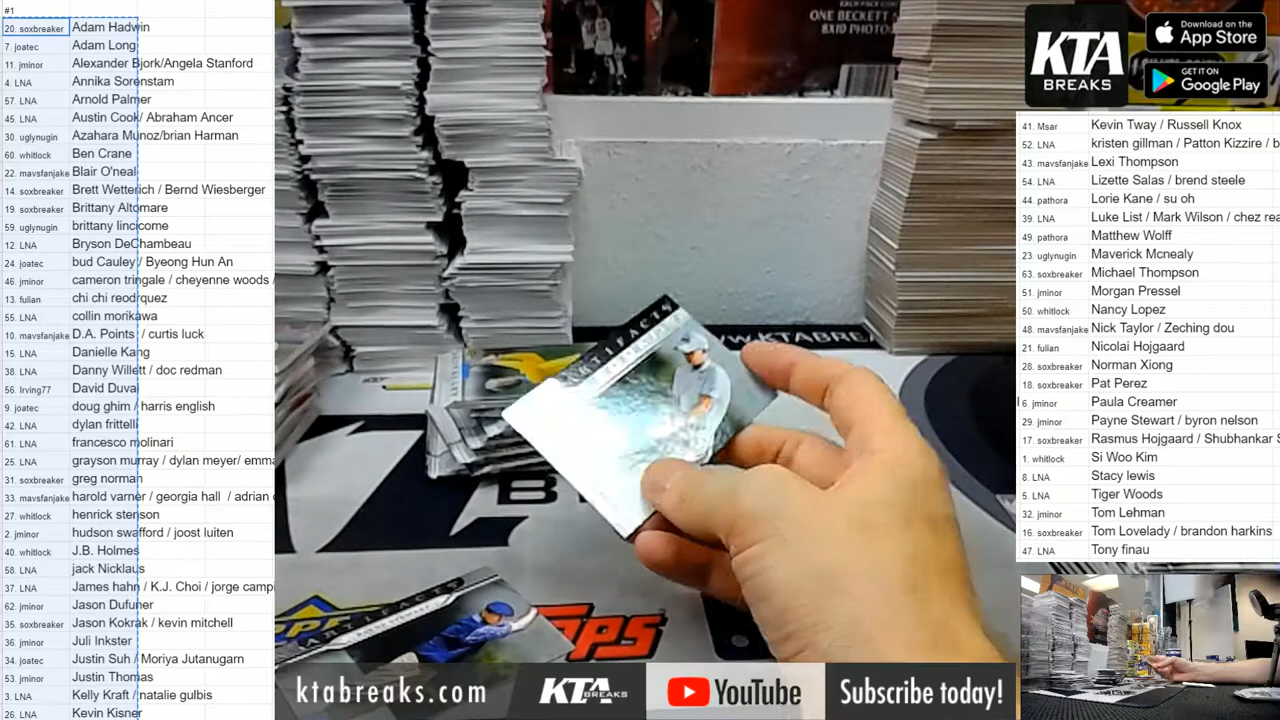 #1
20. soxbreaker Adam Hadwin
7. joatec Adam Long
11. jminor Alexander Bjork/Angela Stanford
4. LNA Annika Sorenstam
57. LNA Arnold Palmer
45. LNA Austin Cook/ Abraham Ancer
30. uglynugin Azahara Munoz/brian Harman
60. whitlock Ben Crane
22. mavsfanjake Blair O'neal
14. soxbreaker Brett Wetterich / Bernd Wiesberger
19. soxbreaker Brittany Altomare
59. uglynugin brittany lincicome
12. LNA Bryson DeChambeau
24. joatec bud Cauley / Byeong Hun An
46. jminor cameron tringale / cheyenne woods /
13. fulian chi chi reodrquez
55. LNA collin morikawa
10. mavsfanjake D.A. Points / curtis luck
15. LNA Danielle Kang
38. LNA Danny Willett / doc redman
56. Irving77 David Duval
9. joatec doug ghim / harris english
42. LNA dylan frittelli
61. LNA francesco molinari
25. LNA grayson murray / dylan meyer/ emma
31. soxbreaker greg norman
33. mavsfanjake harold varner / georgia hall / adrian
27. whitlock henrick stenson
2. jminor hudson swafford / joost luiten
40. whitlock J.B. Holmes
58. LNA jack Nicklaus
37. LNA James hahn / K.J. Choi / jorge campi
62. jminor Jason Dufuner
35. soxbreaker Jason Kokrak / kevin mitchell
36. jminor Juli Inkster
34. joatec Justin Suh / Moriya Jutanugarn
53. jminor Justin Thomas
3. LNA Kelly Kraft / natalie gulbis
26. LNA Kevin Kisner
ONE BECKETT
8X10 PHOTO
ARTIFACTS
WWW.KTABRE
ARTIFACTS
PAYNE STEWART
TOPPS
ktabreaks.com
KTA BREAKS
YouTube
Subscribe today!
KTA
BREAKS
Download on the
App Store
GET IT ON
Google Play
41. Msar Kevin Tway / Russell Knox
52. LNA kristen gillman / Patton Kizzire / b
43. mavsfanjake Lexi Thompson
54. LNA Lizette Salas / brend steele
44. pathora Lorie Kane / su oh
39. LNA Luke List / Mark Wilson / chez rea
49. pathora Matthew Wolff
23. uglynugin Maverick Mcnealy
63. soxbreaker Michael Thompson
51. jminor Morgan Pressel
50. whitlock Nancy Lopez
48. mavsfanjake Nick Taylor / Zeching dou
21. fulian Nicolai Hojgaard
28. soxbreaker Norman Xiong
18. soxbreaker Pat Perez
6. jminor Paula Creamer
29. jminor Payne Stewart / byron nelson
17. soxbreaker Rasmus Hojgaard / Shubhankar S
1. whitlock Si Woo Kim
8. LNA Stacy lewis
5. LNA Tiger Woods
32. jminor Tom Lehman
16. soxbreaker Tom Lovelady / brandon harkins
47. LNA Tony finau